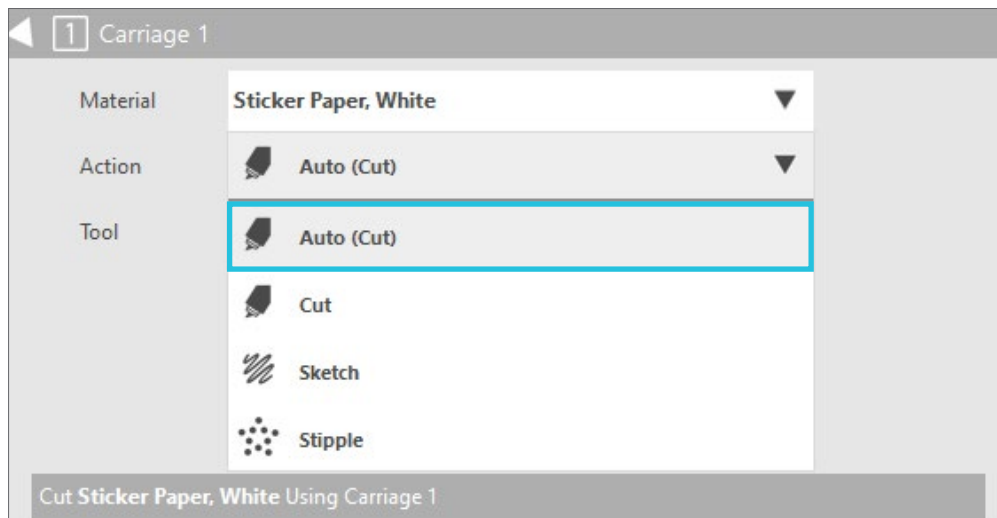 1 Carriage 1
Material Sticker Paper, White
Action Auto (Cut)
Tool Auto (Cut)
Cut
Sketch
Stipple
Cut Sticker Paper, White Using Carriage 1